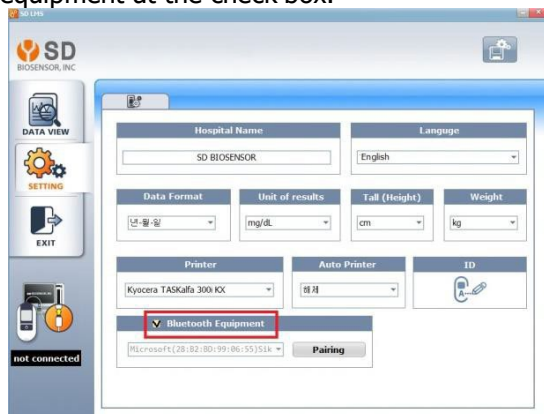 equipment at the check box.
SD LMS
SD
BIOSENSOR, INC
DATA VIEW
SETTING
EXIT
not connected
Hospital Name
SD BIOSENSOR
Languge
English
Data Format
년-월-일
Unit of results
mg/dL
Tall (Height)
cm
Weight
kg
Printer
Kyocera TASKalfa 300i KX
Auto Printer
해제
ID
A
Bluetooth Equipment
Microsoft(28:B2:BD:99:06:55)Sik
Pairing